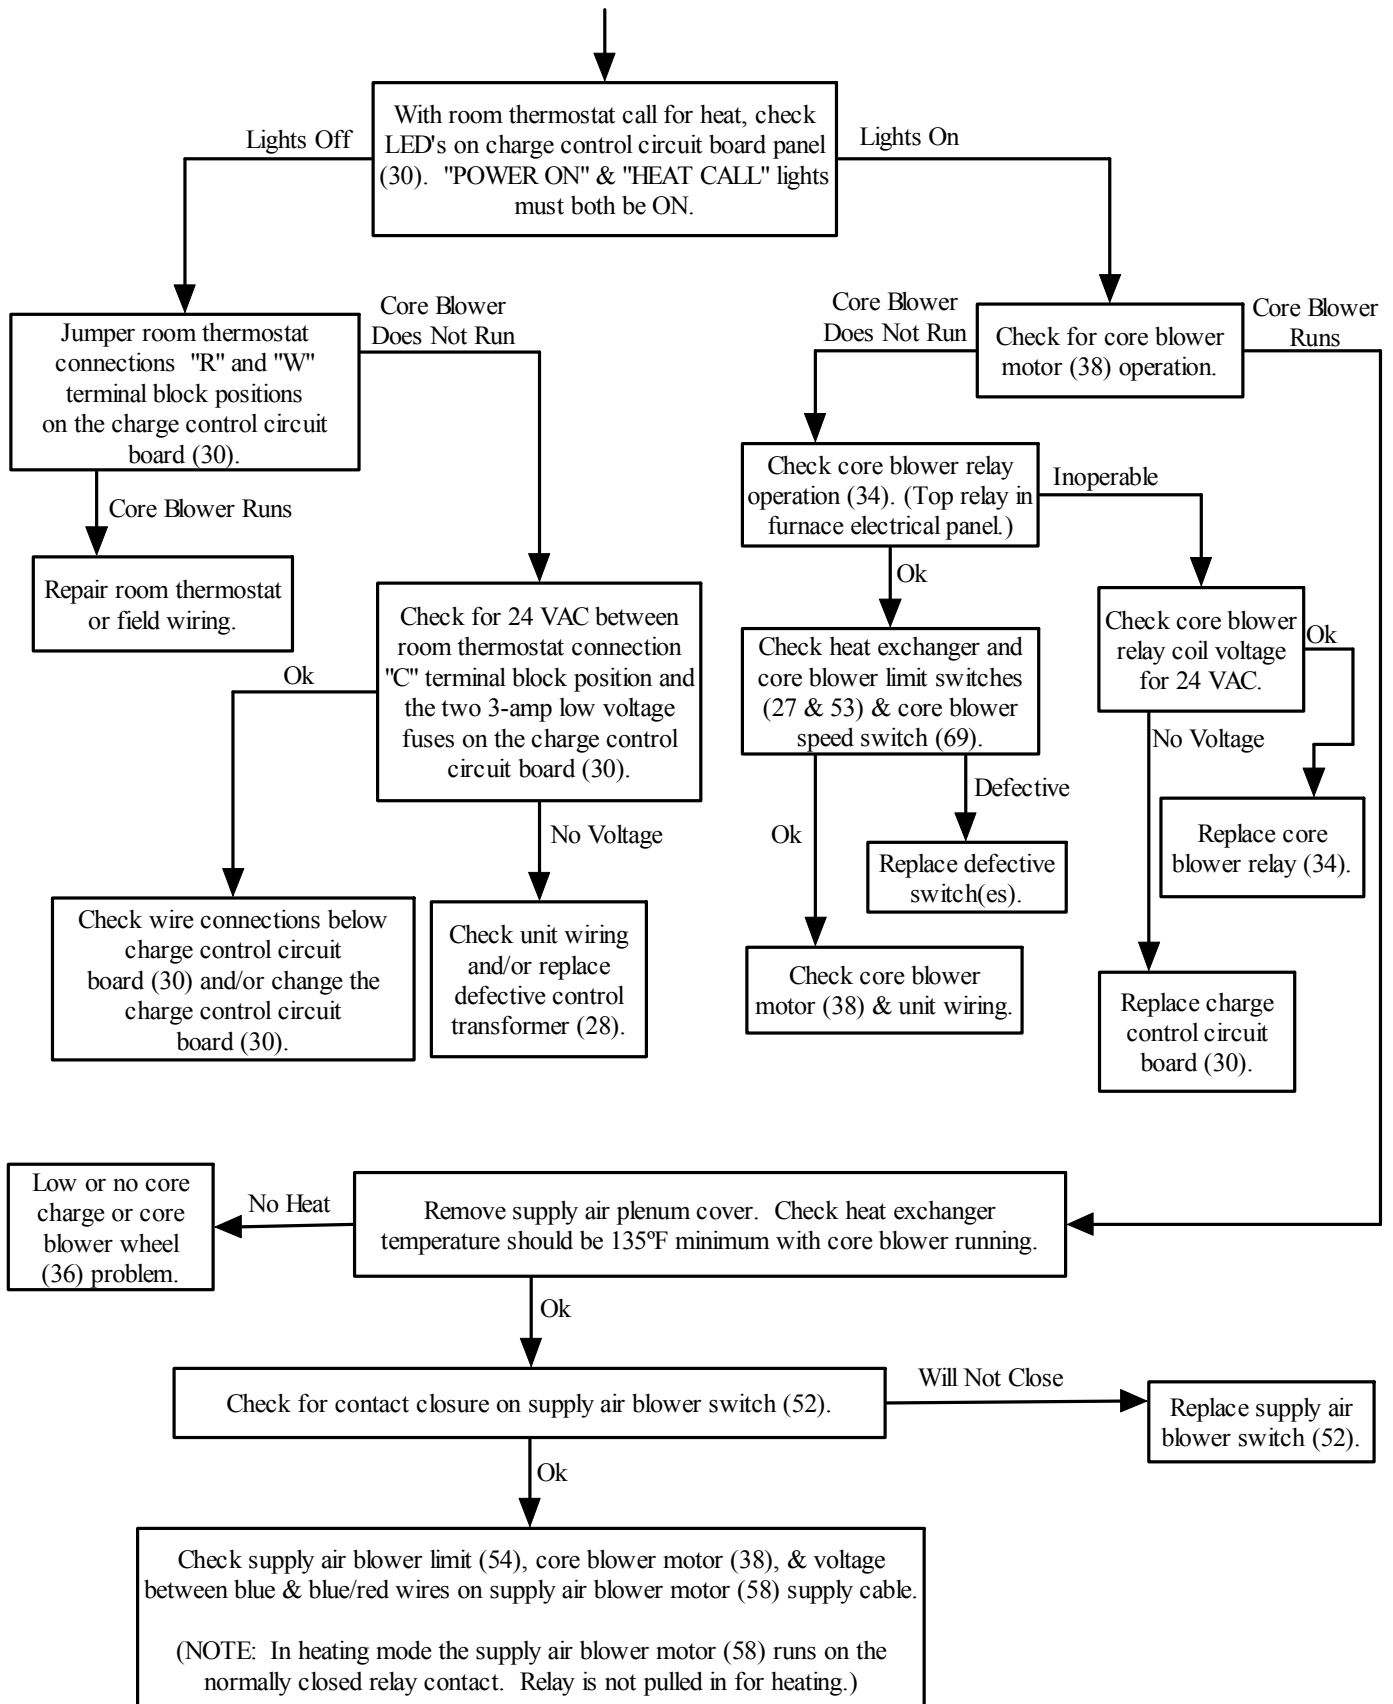 With room thermostat call for heat, check
LED's on charge control circuit board panel
(30).  "POWER ON" & "HEAT CALL" lights
must both be ON.
Lights Off
Lights On
Jumper room thermostat
connections  "R" and "W"
terminal block positions
on the charge control circuit
board (30).
Core Blower
Does Not Run
Core Blower Runs
Repair room thermostat
or field wiring.
Check for 24 VAC between
room thermostat connection
"C" terminal block position and
the two 3-amp low voltage
fuses on the charge control
circuit board (30).
Ok
No Voltage
Check wire connections below
charge control circuit
board (30) and/or change the
charge control circuit
board (30).
Check unit wiring
and/or replace
defective control
transformer (28).
Core Blower
Does Not Run
Check for core blower
motor (38) operation.
Core Blower
Runs
Check core blower relay
operation (34).  (Top relay in
furnace electrical panel.)
Inoperable
Ok
Check heat exchanger and
core blower limit switches
(27 & 53) & core blower
speed switch (69).
Check core blower
relay coil voltage
for 24 VAC.
Ok
No Voltage
Defective
Ok
Replace defective
switch(es).
Replace core
blower relay (34).
Check core blower
motor (38) & unit wiring.
Replace charge
control circuit
board (30).
Low or no core
charge or core
blower wheel
(36) problem.
No Heat
Remove supply air plenum cover.  Check heat exchanger
temperature should be 135ºF minimum with core blower running.
Ok
Check for contact closure on supply air blower switch (52).
Will Not Close
Replace supply air
blower switch (52).
Ok
Check supply air blower limit (54), core blower motor (38), & voltage
between blue & blue/red wires on supply air blower motor (58) supply cable.
(NOTE:  In heating mode the supply air blower motor (58) runs on the
normally closed relay contact.  Relay is not pulled in for heating.)